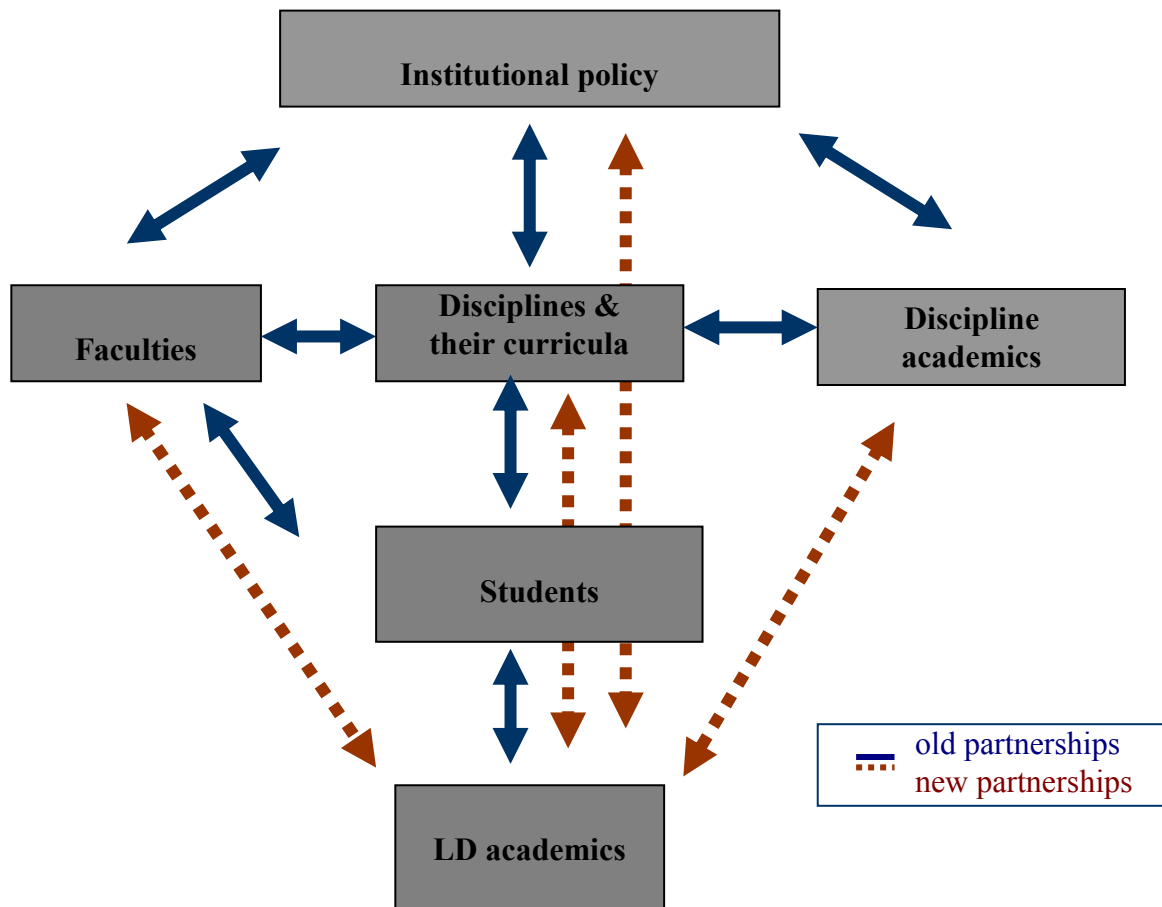 Institutional policy
Faculties
Disciplines &
their curricula
Discipline
academics
Students
LD academics
old partnerships
new partnerships